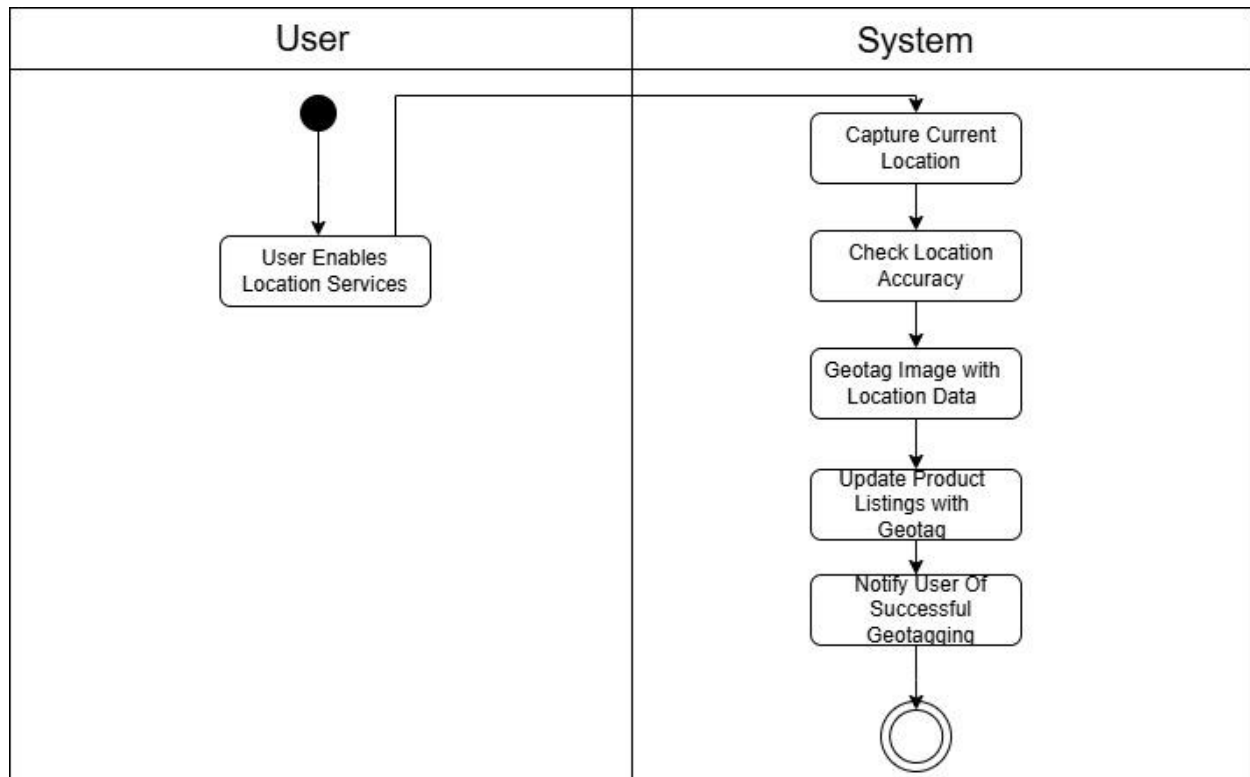 User
System
Capture Current
Location
User Enables
Location Services
Check Location
Accuracy
Geotag Image with
Location Data
Update Product
Listings with
Geotag
Notify User Of
Successful
Geotagging